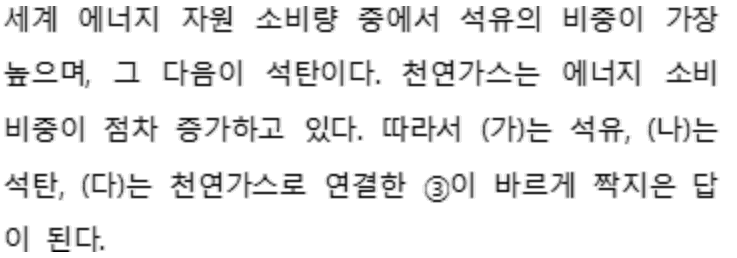 세계 에너지 자원 소비량 중에서 석유의 비중이 가장
높으며, 그 다음이 석탄이다. 천연가스는 에너지 소비
비중이 점차 증가하고 있다. 따라서 (가)는 석유, (나)는
석탄, (다)는 천연가스로 연결한 ③이 바르게 짝지은 답
이 된다.